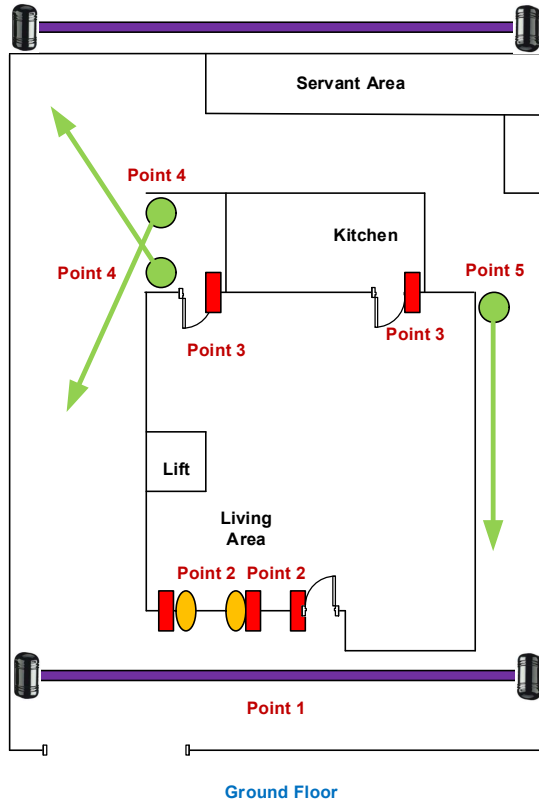 Servant Area
Point 4
Kitchen
Point 4
Point 5
Point 3
Point 3
Lift
Living
Area
Point 2
Point 2
Point 1
Ground Floor